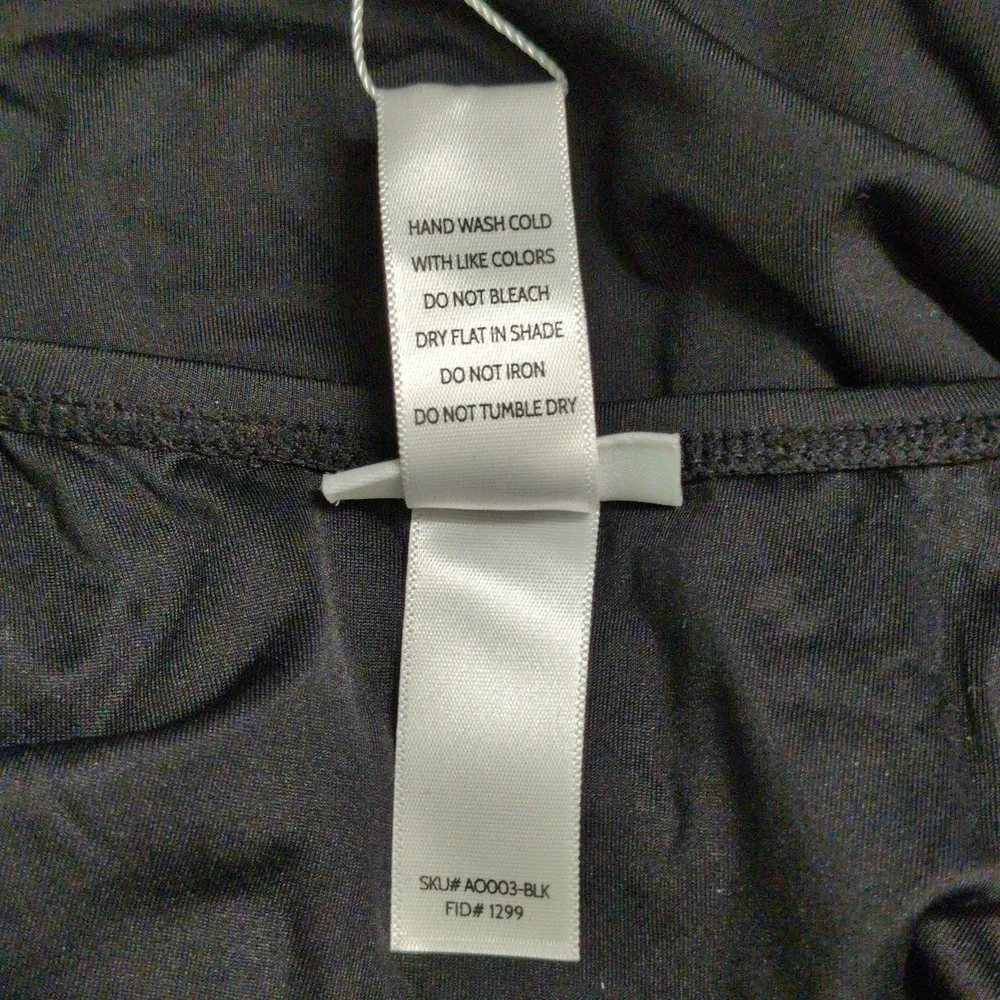 HAND WASH COLD
WITH LIKE COLORS
DO NOT BLEACH
DRY FLAT IN SHADE
DO NOT IRON
DO NOT TUMBLE DRY
SKU# AO003-BLK
FID# 1299